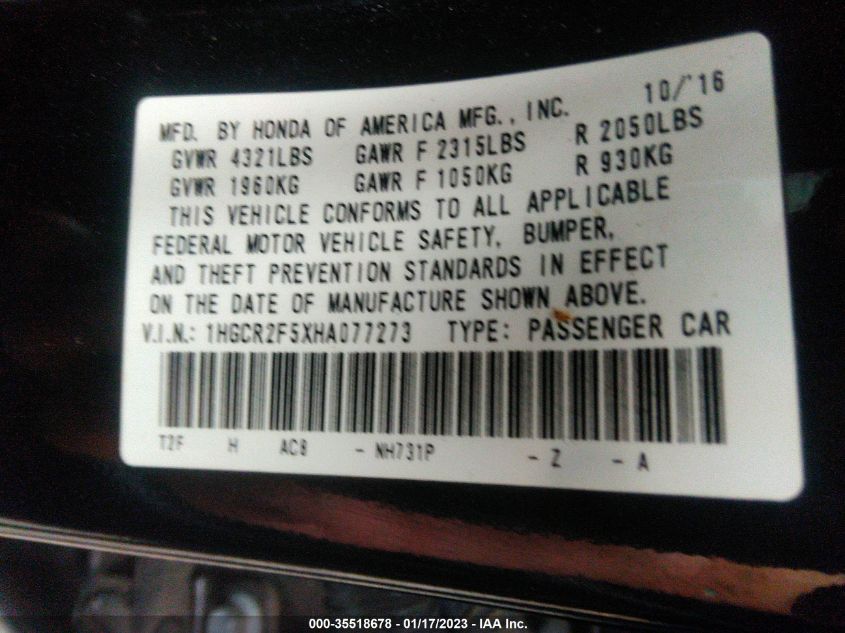 10/'16
MFD. BY HONDA OF AMERICA MFG., INC.
GVWR 4321LBS GAWR F 2315LBS R 2050LBS
GVWR 1960KG GAWR F 1050KG R 930KG
THIS VEHICLE CONFORMS TO ALL APPLICABLE
FEDERAL MOTOR VEHICLE SAFETY, BUMPER,
AND THEFT PREVENTION STANDARDS IN EFFECT
ON THE DATE OF MANUFACTURE SHOWN ABOVE.
V.I.N.: 1HGCR2F5XHA077273 TYPE: PASSENGER CAR
T2F H AC9 - NH731P - Z - A
000-35518678 - 01/17/2023 - IAA Inc.